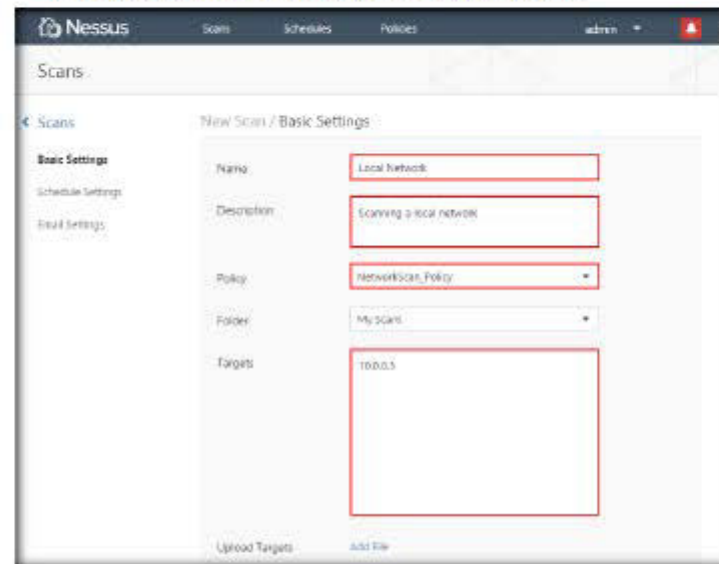 Nessus Scans Schedules Policies admin
Scans
Scans
New Scan / Basic Settings
Basic Settings
Name Local Network
Schedule Settings
Description Scanning a local network
Email Settings
Policy NetworkScan_Policy
Folder My Scans
Targets 10.0.0.5
Upload Targets Add File